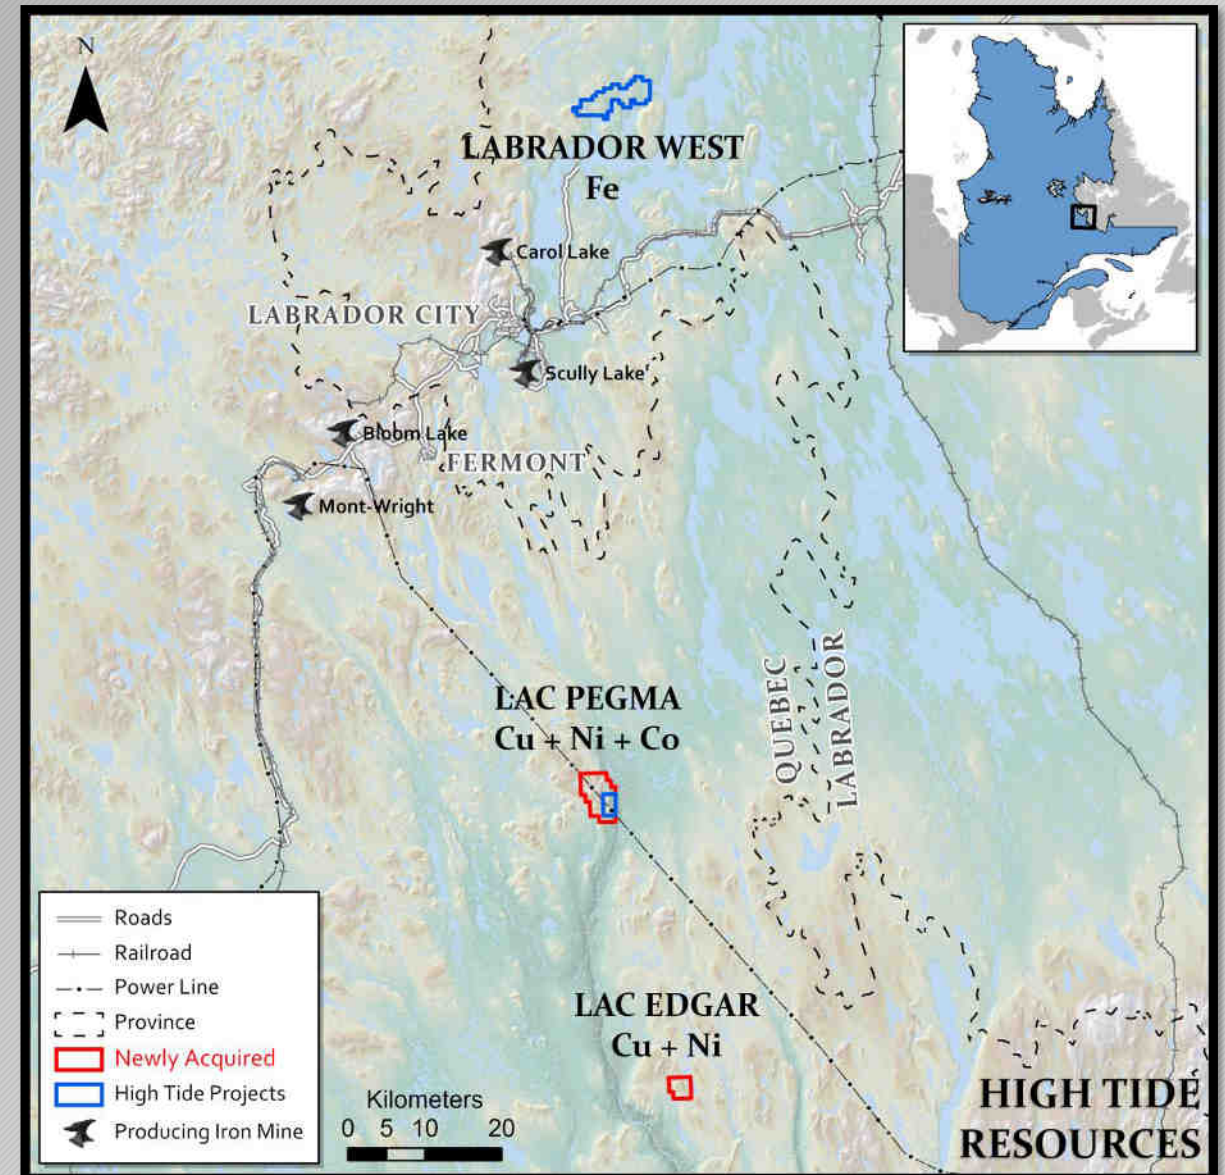 N
LABRADOR WEST
Fe
Carol Lake
LABRADOR CITY
Scully Lake
Bloom Lake
FERMONT
Mont-Wright
LAC PEGMA
Cu + Ni + Co
QUEBEC
LABRADOR
LAC EDGAR
Cu + Ni
Roads
Railroad
Power Line
Province
Newly Acquired
High Tide Projects
Producing Iron Mine
Kilometers
0 5 10 20
HIGH TIDE
RESOURCES